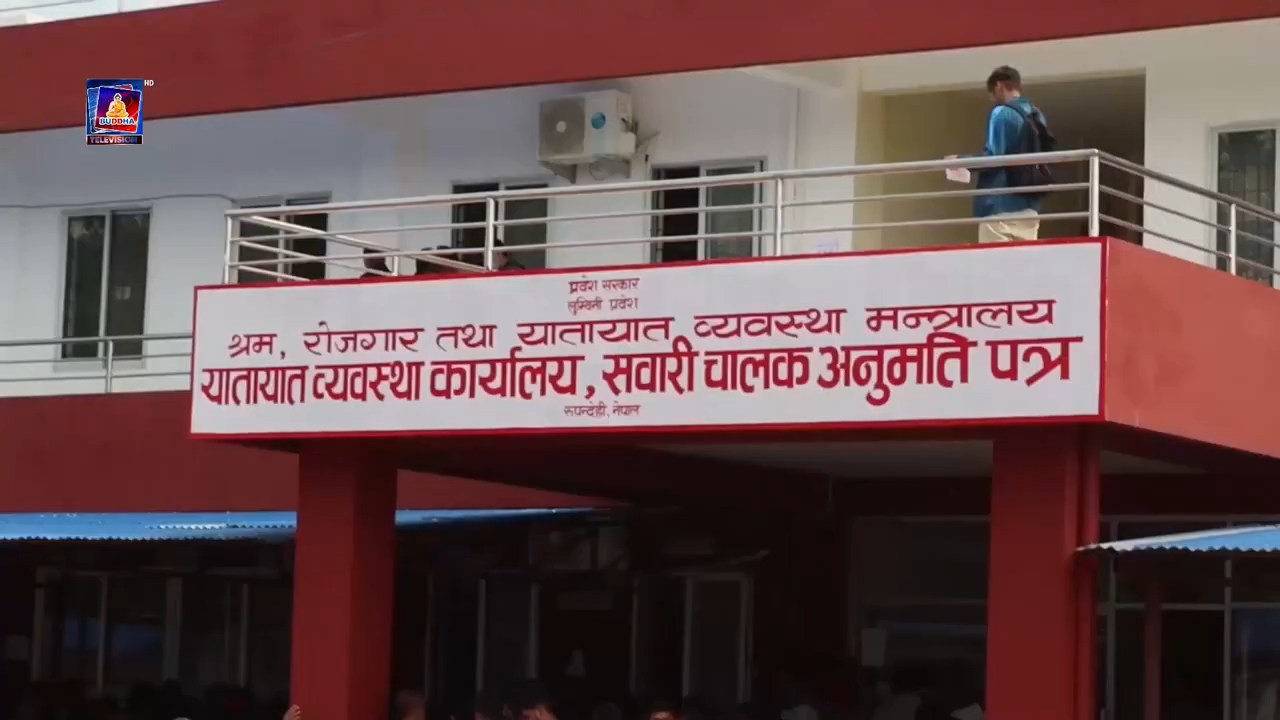 HD
BUDDHA
TELEVISION
प्रदेश सरकार
लुम्बिनी प्रदेश
श्रम, रोजगार तथा यातायात व्यवस्था मन्त्रालय
यातायात व्यवस्था कार्यालय, सवारी चालक अनुमति पत्र
रुपन्देही, नेपाल